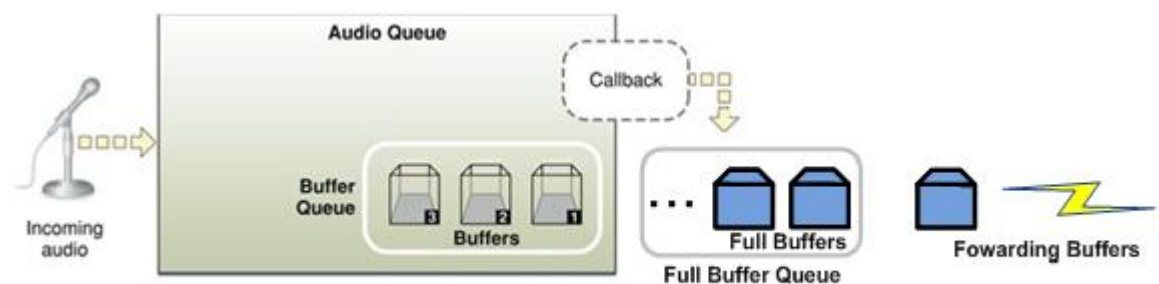 Audio Queue
Callback
Incoming
audio
Buffer
Queue
3
2
1
Buffers
...
Full Buffers
Full Buffer Queue
Fowarding Buffers